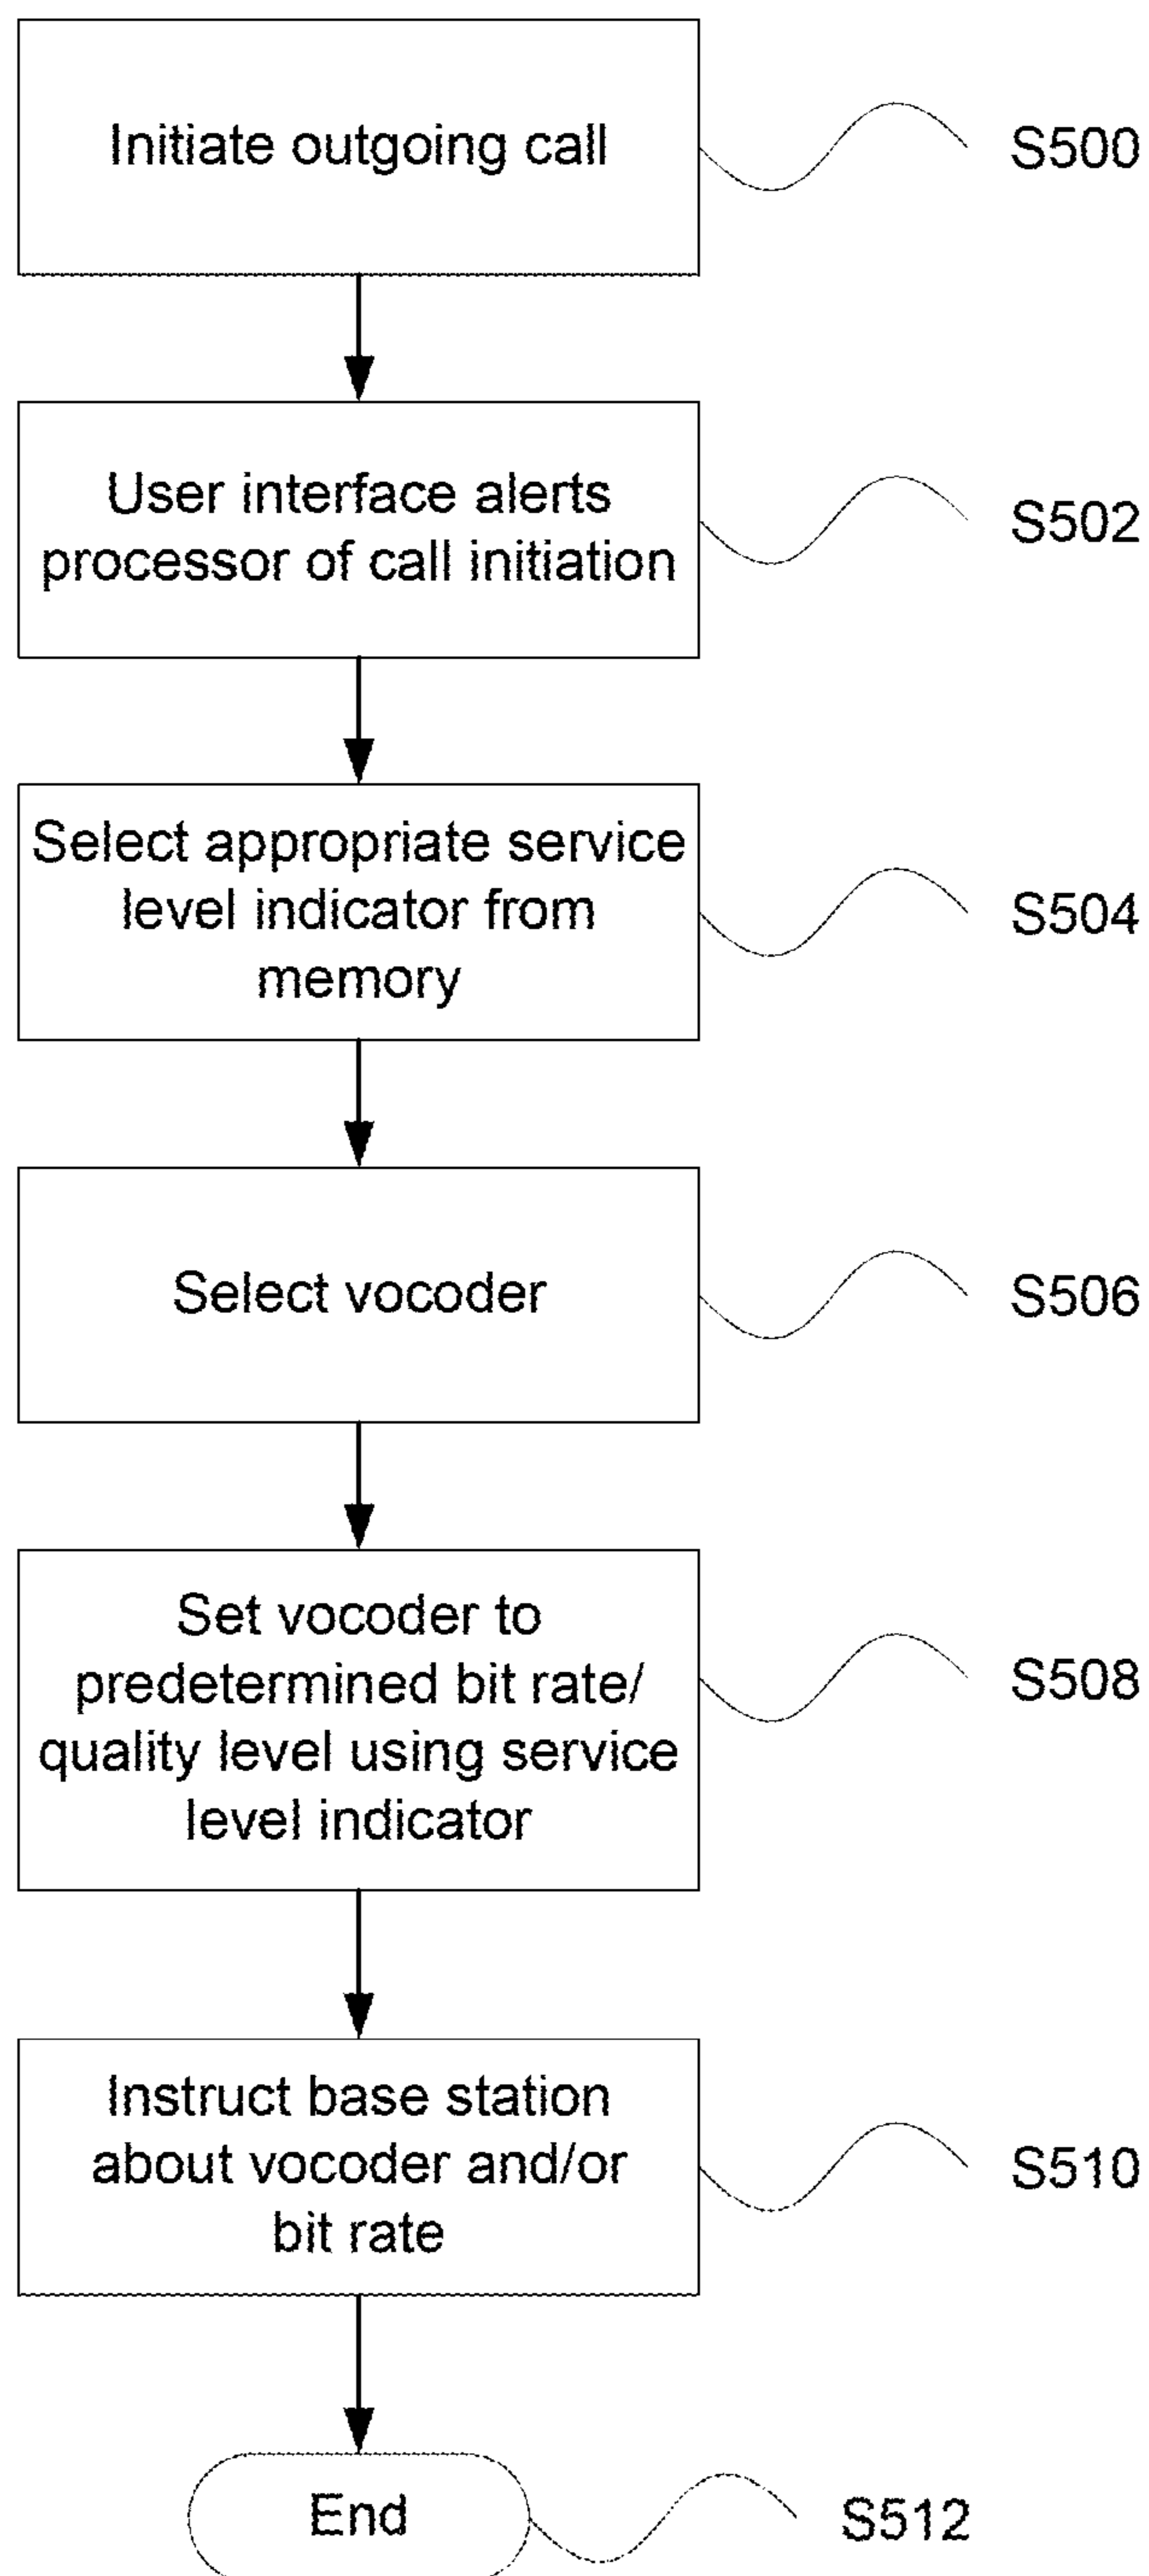 Initiate outgoing call
S500
User interface alerts
processor of call initiation
S502
Select appropriate service
level indicator from
memory
S504
Select vocoder
S506
Set vocoder to
predetermined bit rate/
quality level using service
level indicator
S508
Instruct base station
about vocoder and/or
bit rate
S510
End
S512